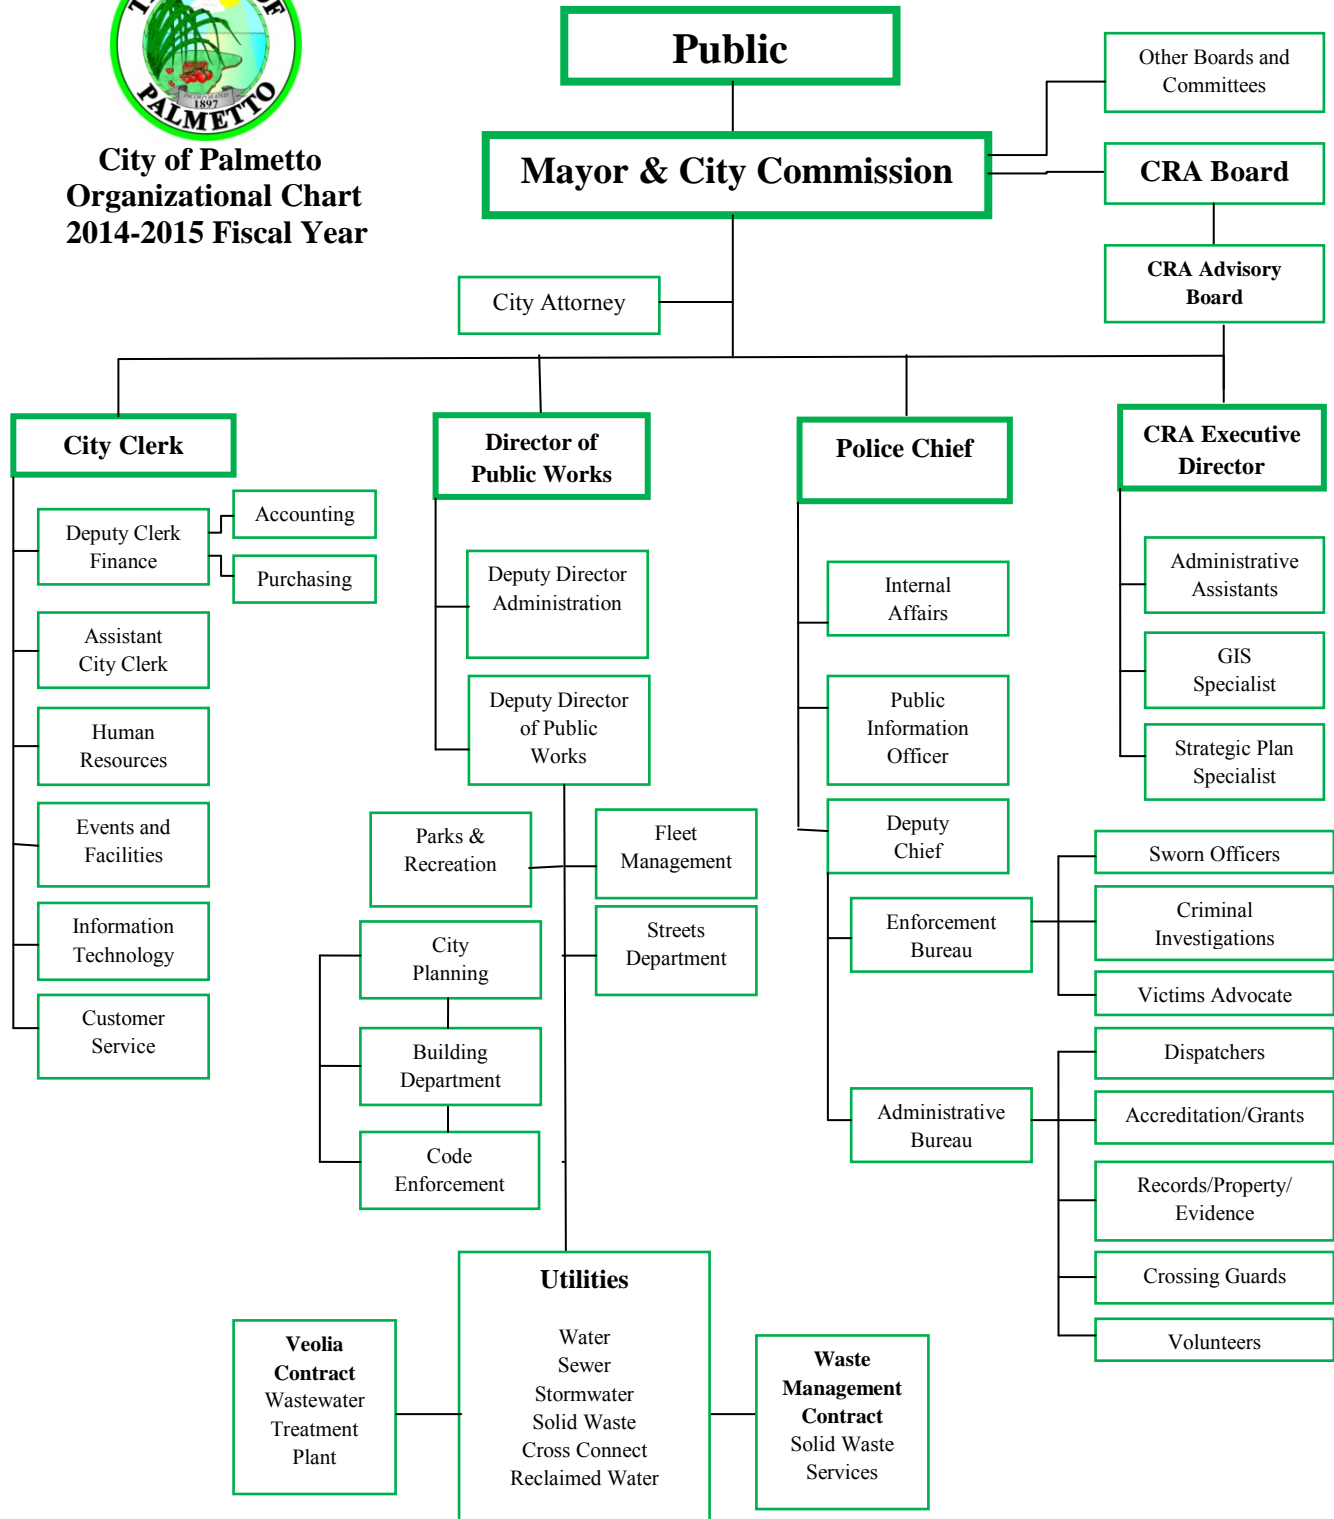 OF
PALMETTO
INCORPORATED
1897
City of Palmetto
Organizational Chart
2014-2015 Fiscal Year
Public
Mayor & City Commission
Other Boards and
Committees
CRA Board
CRA Advisory
Board
City Attorney
City Clerk
Director of
Public Works
Police Chief
CRA Executive
Director
Deputy Clerk
Finance
Accounting
Purchasing
Assistant
City Clerk
Human
Resources
Events and
Facilities
Information
Technology
Customer
Service
Deputy Director
Administration
Deputy Director
of Public
Works
Parks &
Recreation
Fleet
Management
City
Planning
Streets
Department
Building
Department
Code
Enforcement
Utilities
Water
Sewer
Stormwater
Solid Waste
Cross Connect
Reclaimed Water
Veolia
Contract
Wastewater
Treatment
Plant
Waste
Management
Contract
Solid Waste
Services
Internal
Affairs
Public
Information
Officer
Deputy
Chief
Enforcement
Bureau
Sworn Officers
Criminal
Investigations
Victims Advocate
Administrative
Bureau
Dispatchers
Accreditation/Grants
Records/Property/
Evidence
Crossing Guards
Volunteers
Administrative
Assistants
GIS
Specialist
Strategic Plan
Specialist